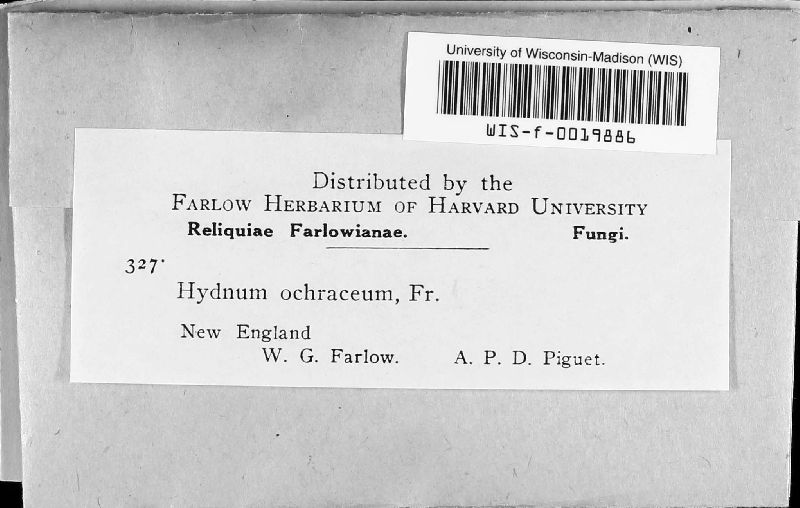 University of Wisconsin-Madison (WIS)
WIS-f-0019886
Distributed by the
FARLOW HERBARIUM OF HARVARD UNIVERSITY
Reliquiae Farlowianae. Fungi.
327.
Hydnum ochraceum, Fr.
New England
W. G. Farlow. A. P. D. Piguet.